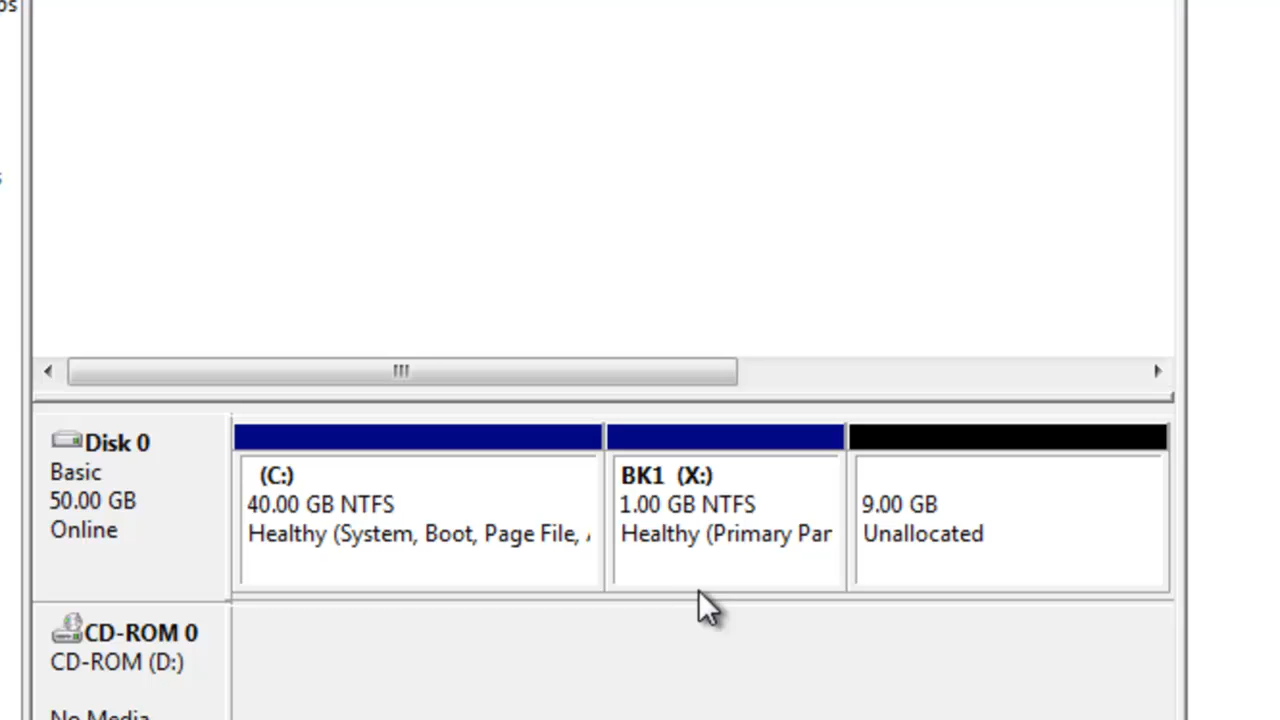 Disk 0
Basic
50.00 GB
Online
(C:)
40.00 GB NTFS
Healthy (System, Boot, Page File,
BK1 (X:)
1.00 GB NTFS
Healthy (Primary Par
9.00 GB
Unallocated
CD-ROM 0
CD-ROM (D:)
No Media